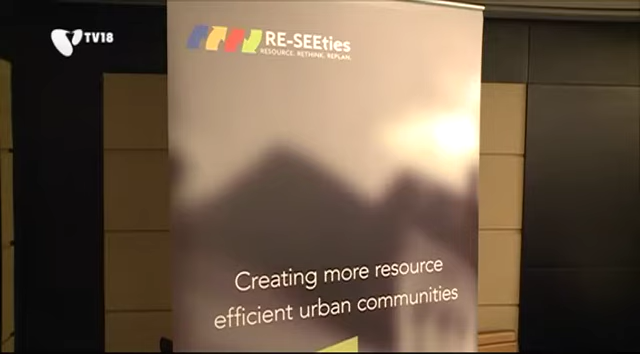 TV18
RE-SEEties
RESOURCE. RETHINK. REPLAN.
Creating more resource
efficient urban communities